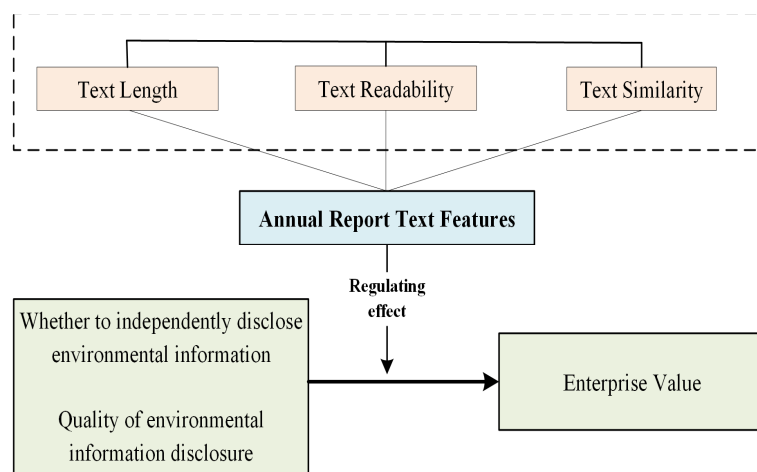 Text Length
Text Readability
Text Similarity
Annual Report Text Features
Regulating
effect
Whether to independently disclose
environmental information
Quality of environmental
information disclosure
Enterprise Value